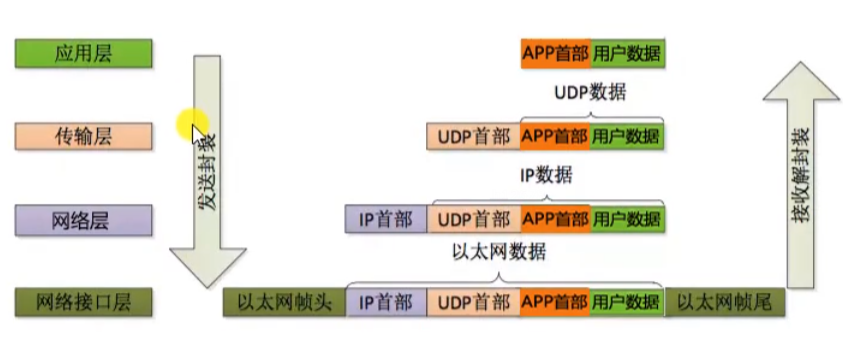 应用层
APP首部 用户数据
UDP数据
传输层
UDP首部 APP首部 用户数据
IP数据
网络层
IP首部 UDP首部 APP首部 用户数据
以太网数据
网络接口层
以太网帧头 IP首部 UDP首部 APP首部 用户数据 以太网帧尾
发送封装
接收解封装